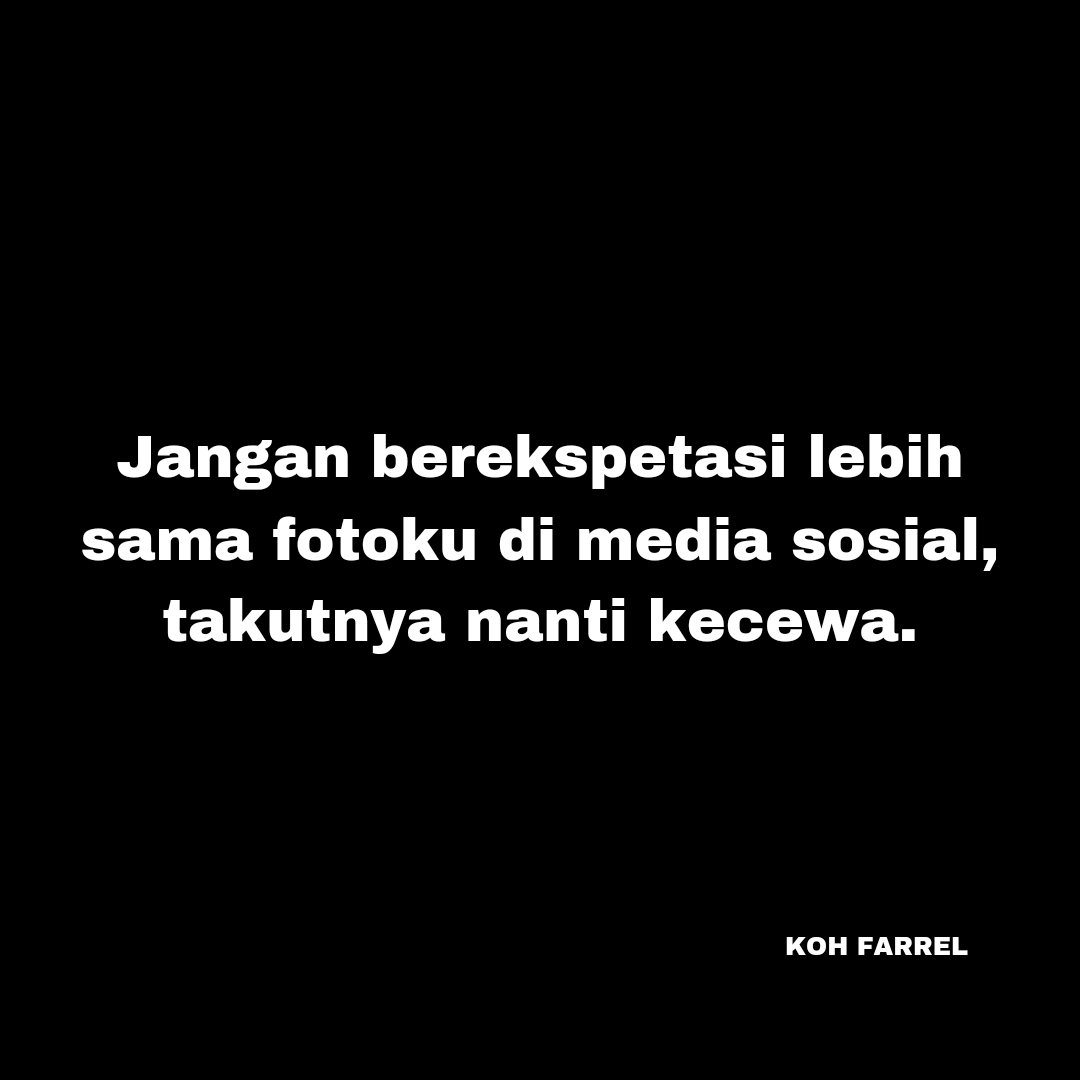 Jangan berekspetasi lebih
sama fotoku di media sosial,
takutnya nanti kecewa.
KOH FARREL